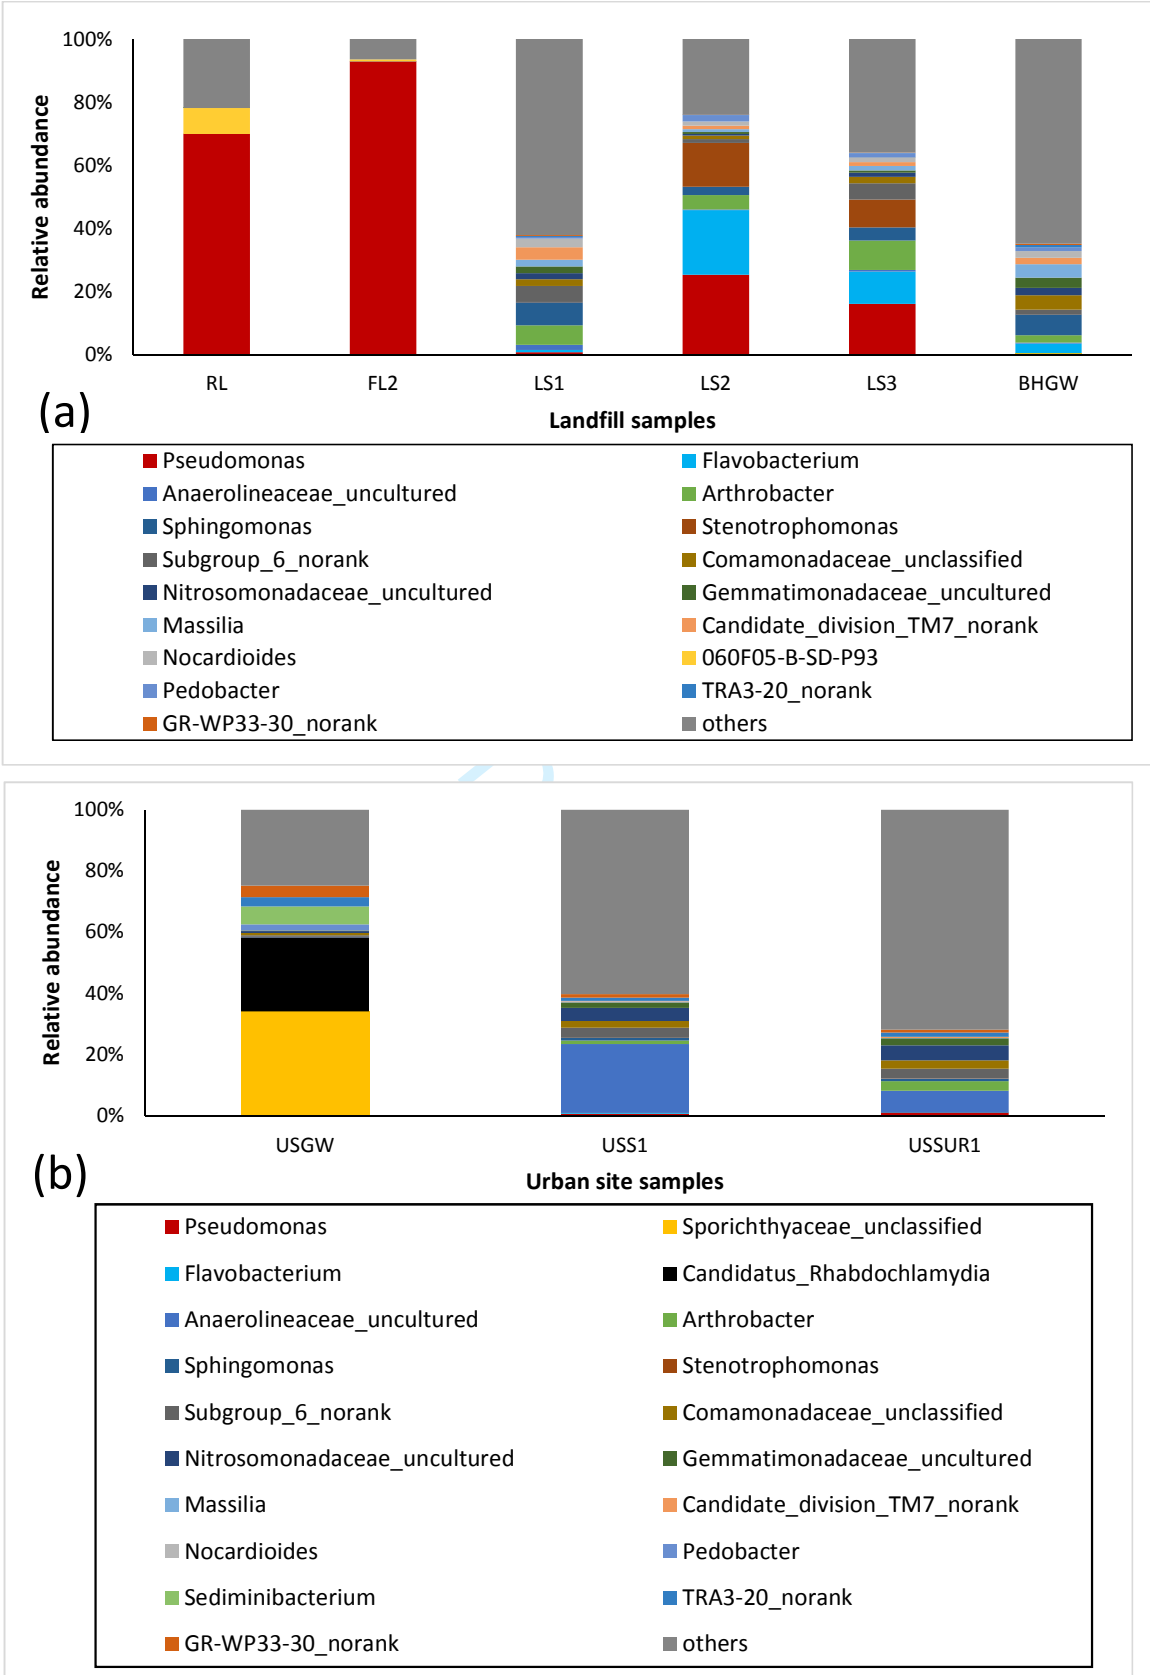 100%
80%
60%
40%
20%
0%
Relative abundance
RL FL2 LS1 LS2 LS3 BHGW
(a)
Landfill samples
Pseudomonas Flavobacterium
Anaerolineaceae_uncultured Arthrobacter
Sphingomonas Stenotrophomonas
Subgroup_6_norank Comamonadaceae_unclassified
Nitrosomonadaceae_uncultured Gemmatimonadaceae_uncultured
Massilia Candidate_division_TM7_norank
Nocardioides 060F05-B-SD-P93
Pedobacter TRA3-20_norank
GR-WP33-30_norank others
100%
80%
60%
40%
20%
0%
Relative abundance
USGW USS1 USSUR1
(b)
Urban site samples
Pseudomonas Sporichthyaceae_unclassified
Flavobacterium Candidatus_Rhabdochlamydia
Anaerolineaceae_uncultured Arthrobacter
Sphingomonas Stenotrophomonas
Subgroup_6_norank Comamonadaceae_unclassified
Nitrosomonadaceae_uncultured Gemmatimonadaceae_uncultured
Massilia Candidate_division_TM7_norank
Nocardioides Pedobacter
Sediminibacterium TRA3-20_norank
GR-WP33-30_norank others